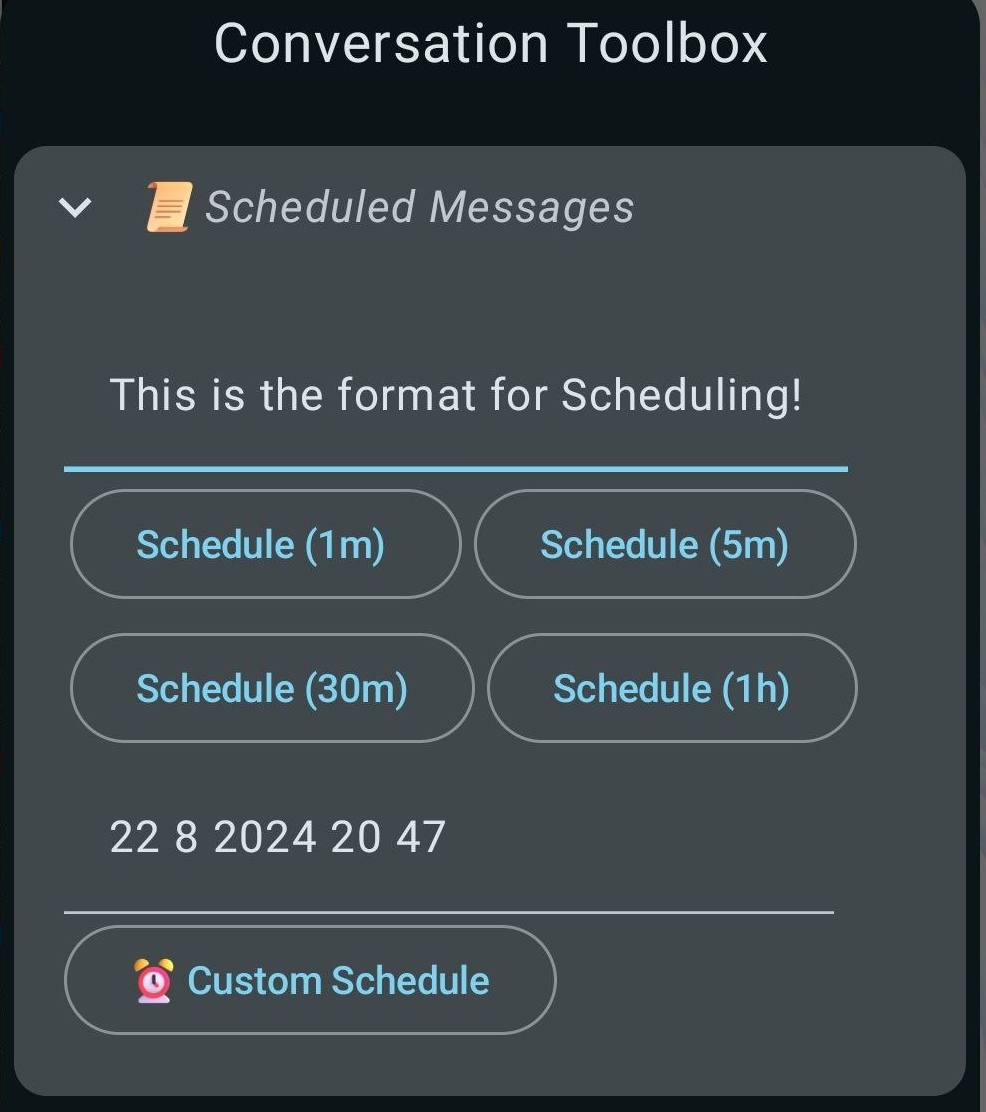 Conversation Toolbox
📜 Scheduled Messages
This is the format for Scheduling!
Schedule (1m) Schedule (5m)
Schedule (30m) Schedule (1h)
22 8 2024 20 47
⏰ Custom Schedule